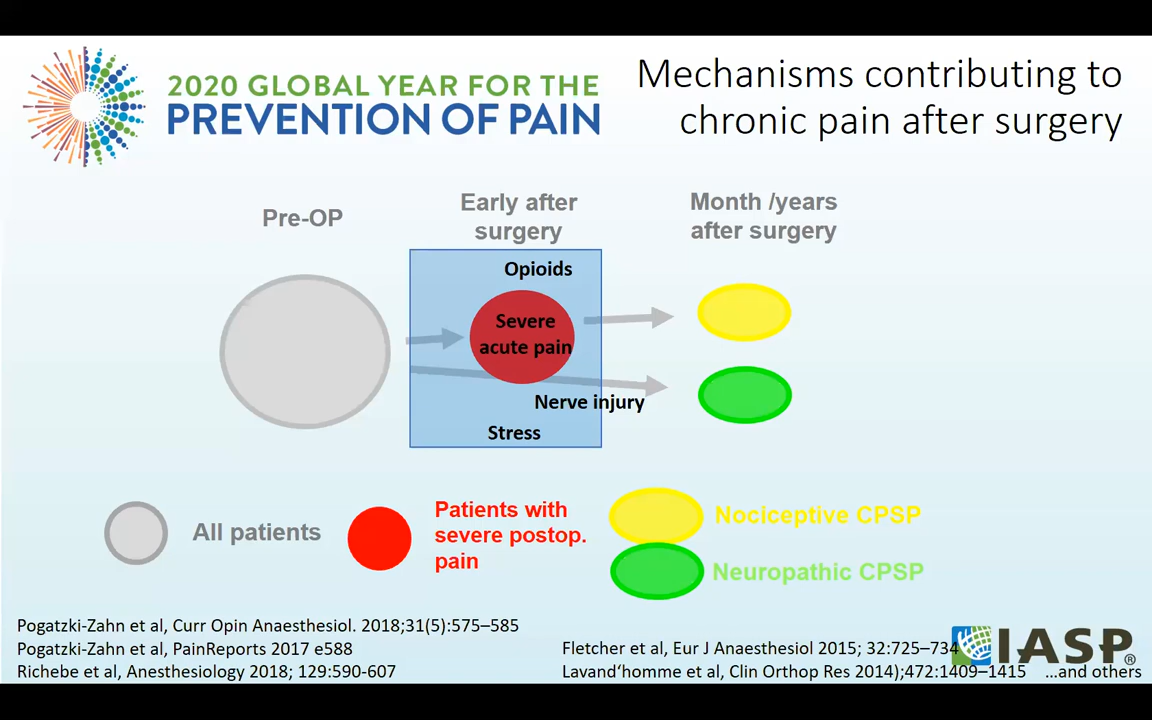 2020 GLOBAL YEAR FOR THE
PREVENTION OF PAIN
Mechanisms contributing to
chronic pain after surgery
Pre-OP
Early after
surgery
Month /years
after surgery
Opioids
Severe
acute pain
Nerve injury
Stress
All patients
Patients with
severe postop.
pain
Nociceptive CPSP
Neuropathic CPSP
Pogatzki-Zahn et al, Curr Opin Anaesthesiol. 2018;31(5):575–585
Pogatzki-Zahn et al, PainReports 2017 e588
Richebe et al, Anesthesiology 2018; 129:590-607
Fletcher et al, Eur J Anaesthesiol 2015; 32:725–734
Lavand‘homme et al, Clin Orthop Res 2014);472:1409–1415 …and others
IASP®